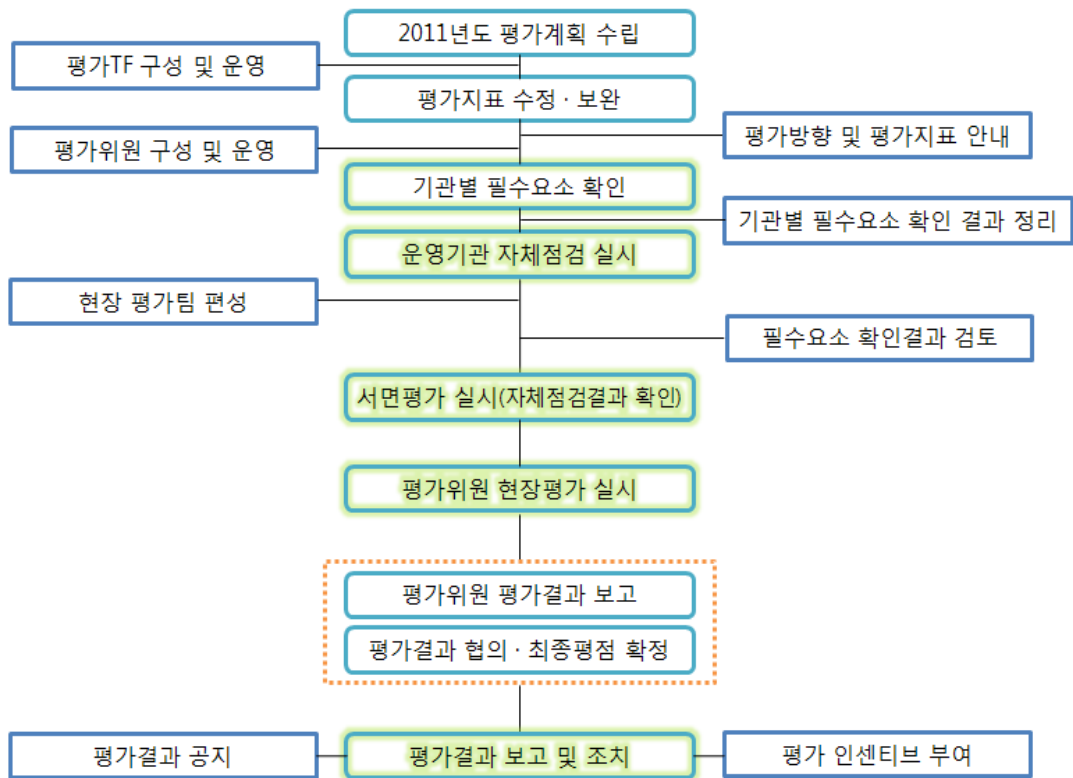 2011년도 평가계획 수립
평가TF 구성 및 운영
평가지표 수정 · 보완
평가방향 및 평가지표 안내
평가위원 구성 및 운영
기관별 필수요소 확인
기관별 필수요소 확인 결과 정리
운영기관 자체점검 실시
현장 평가팀 편성
필수요소 확인결과 검토
서면평가 실시(자체점검결과 확인)
평가위원 현장평가 실시
평가위원 평가결과 보고
평가결과 협의 · 최종평점 확정
평가결과 공지
평가결과 보고 및 조치
평가 인센티브 부여